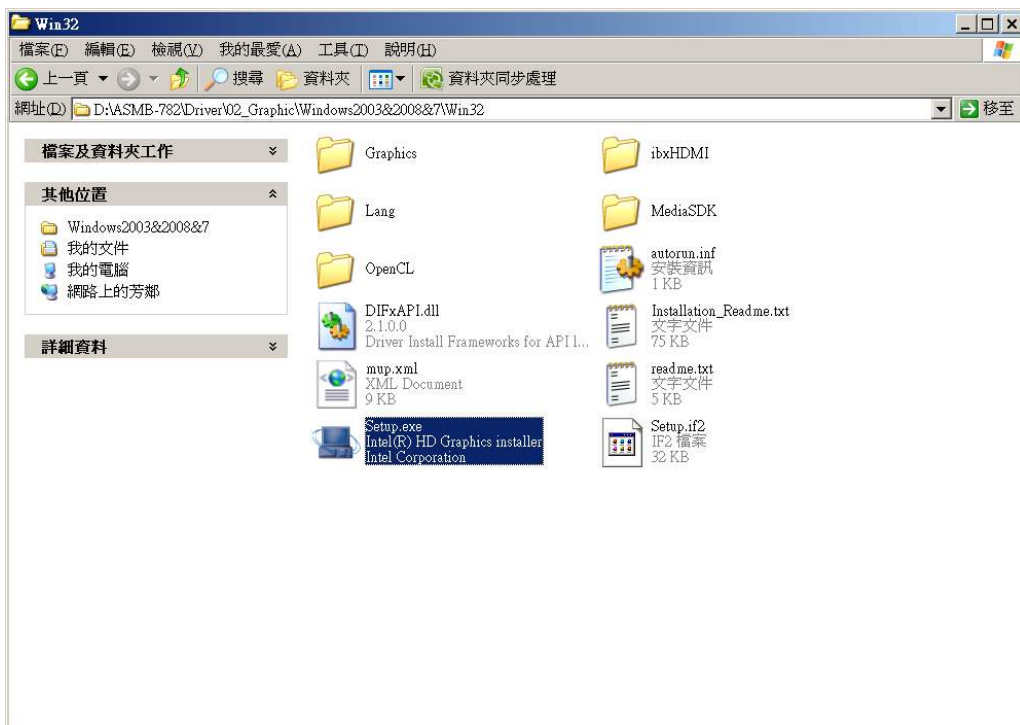 Win32
檔案(F) 編輯(E) 檢視(V) 我的最愛(A) 工具(T) 說明(H)
上一頁 搜尋 資料夾 資料夾同步處理
網址(D) D:\ASMB-782\Driver\02_Graphic\Windows2003&2008&7\Win32 移至
檔案及資料夾工作
其他位置
Windows2003&2008&7
我的文件
我的電腦
網路上的芳鄰
詳細資料
Graphics
ibxHDMI
Lang
MediaSDK
OpenCL
autorun.inf
安裝資訊
1 KB
DIFxAPI.dll
2.1.0.0
Driver Install Frameworks for API l...
Installation_Readme.txt
文字文件
75 KB
mup.xml
XML Document
9 KB
readme.txt
文字文件
5 KB
Setup.exe
Intel(R) HD Graphics installer
Intel Corporation
Setup.if2
IF2 檔案
32 KB